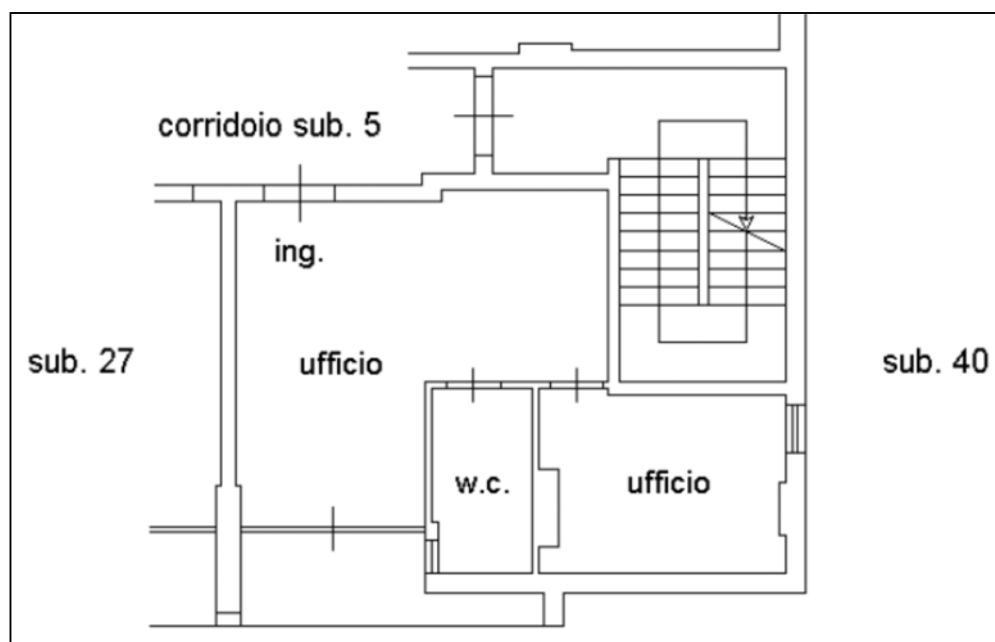 corridoio sub. 5
ing.
sub. 27
ufficio
sub. 40
w.c.
ufficio